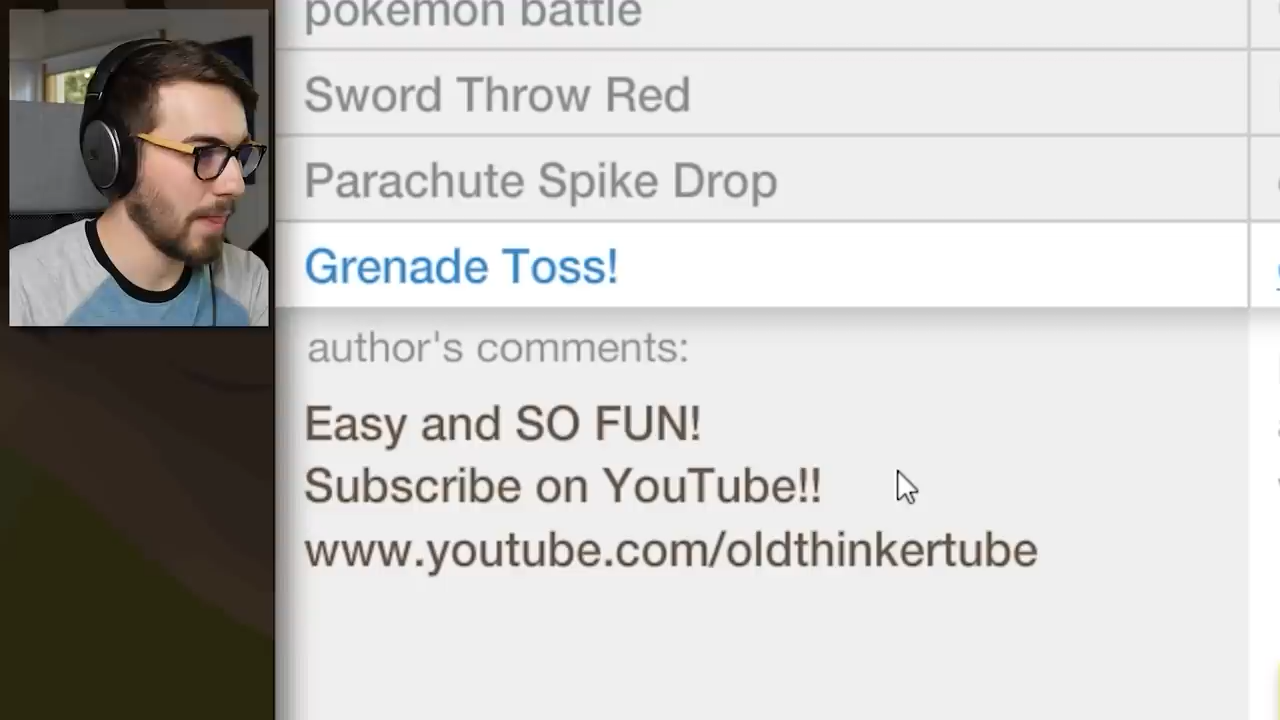 pokemon battle
Sword Throw Red
Parachute Spike Drop
Grenade Toss!
author's comments:
Easy and SO FUN!
Subscribe on YouTube!!
www.youtube.com/oldthinkertube